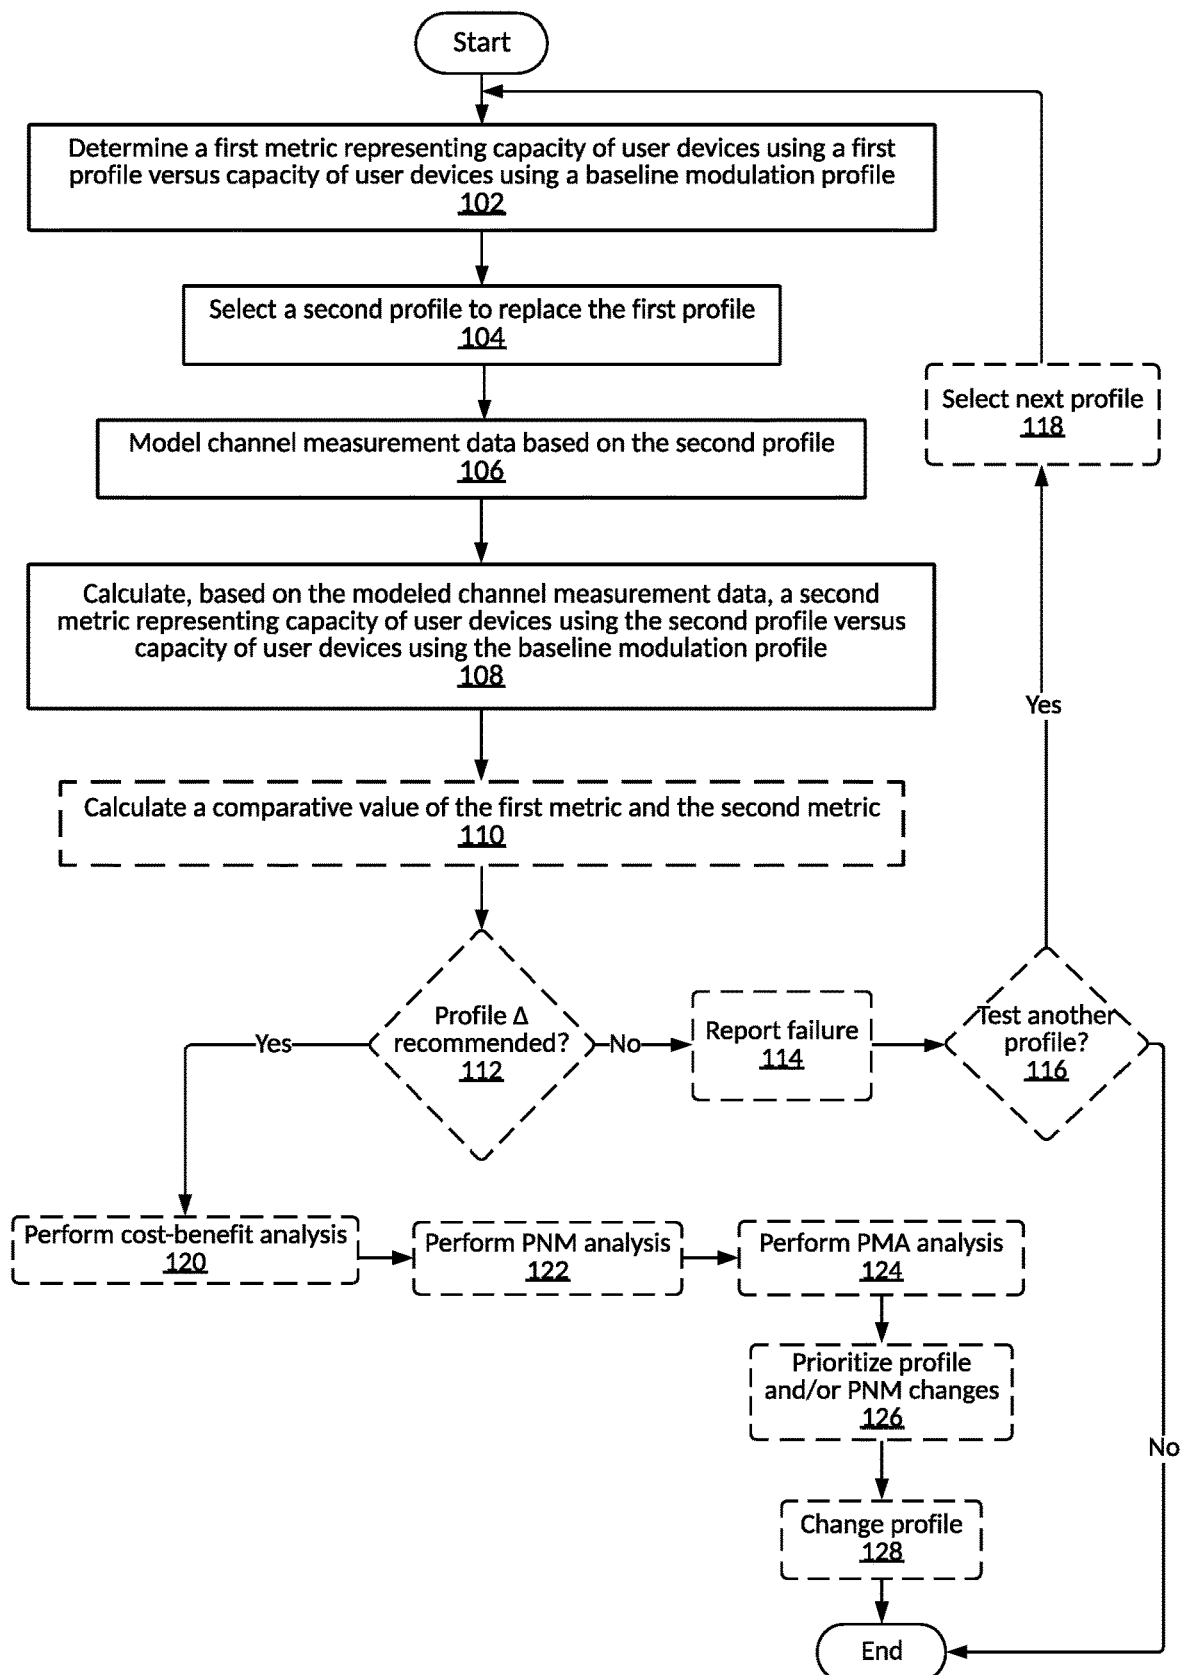 Start
Determine a first metric representing capacity of user devices using a first
profile versus capacity of user devices using a baseline modulation profile
102
Select a second profile to replace the first profile
104
Select next profile
118
Model channel measurement data based on the second profile
106
Calculate, based on the modeled channel measurement data, a second
metric representing capacity of user devices using the second profile versus
capacity of user devices using the baseline modulation profile
108
Yes
Calculate a comparative value of the first metric and the second metric
110
Profile Δ
recommended?
112
Yes
No
Report failure
114
Test another
profile?
116
Perform cost-benefit analysis
120
Perform PNM analysis
122
Perform PMA analysis
124
Prioritize profile
and/or PNM changes
126
No
Change profile
128
End